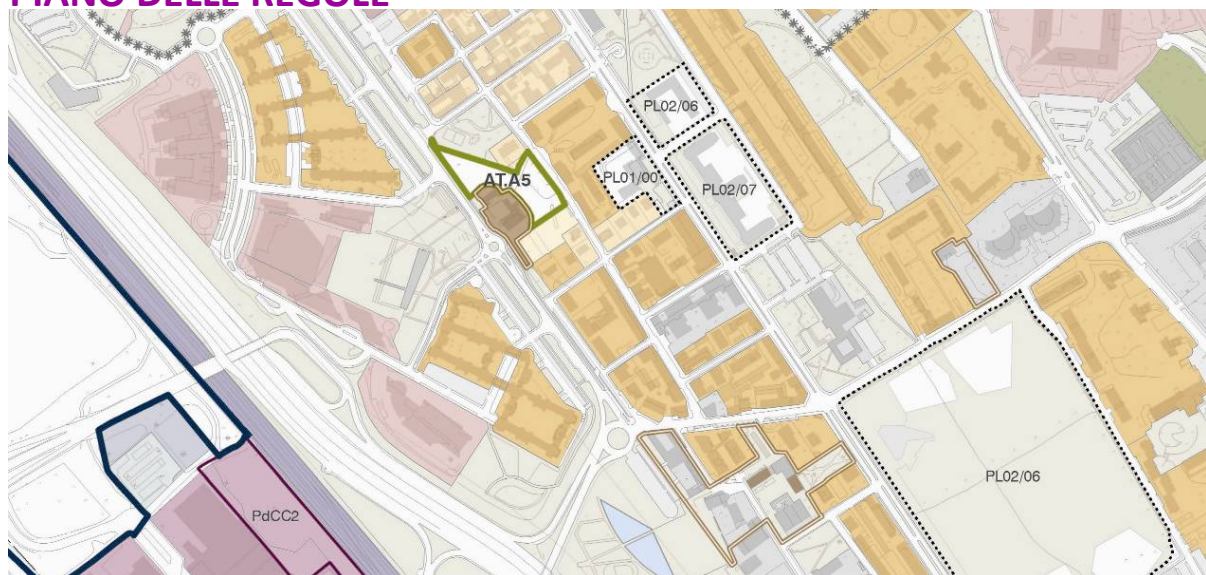 PIANO DELLE REGOLE
PL02/06
AT.A5
PL01/00
PL02/07
PL02/06
PdCC2